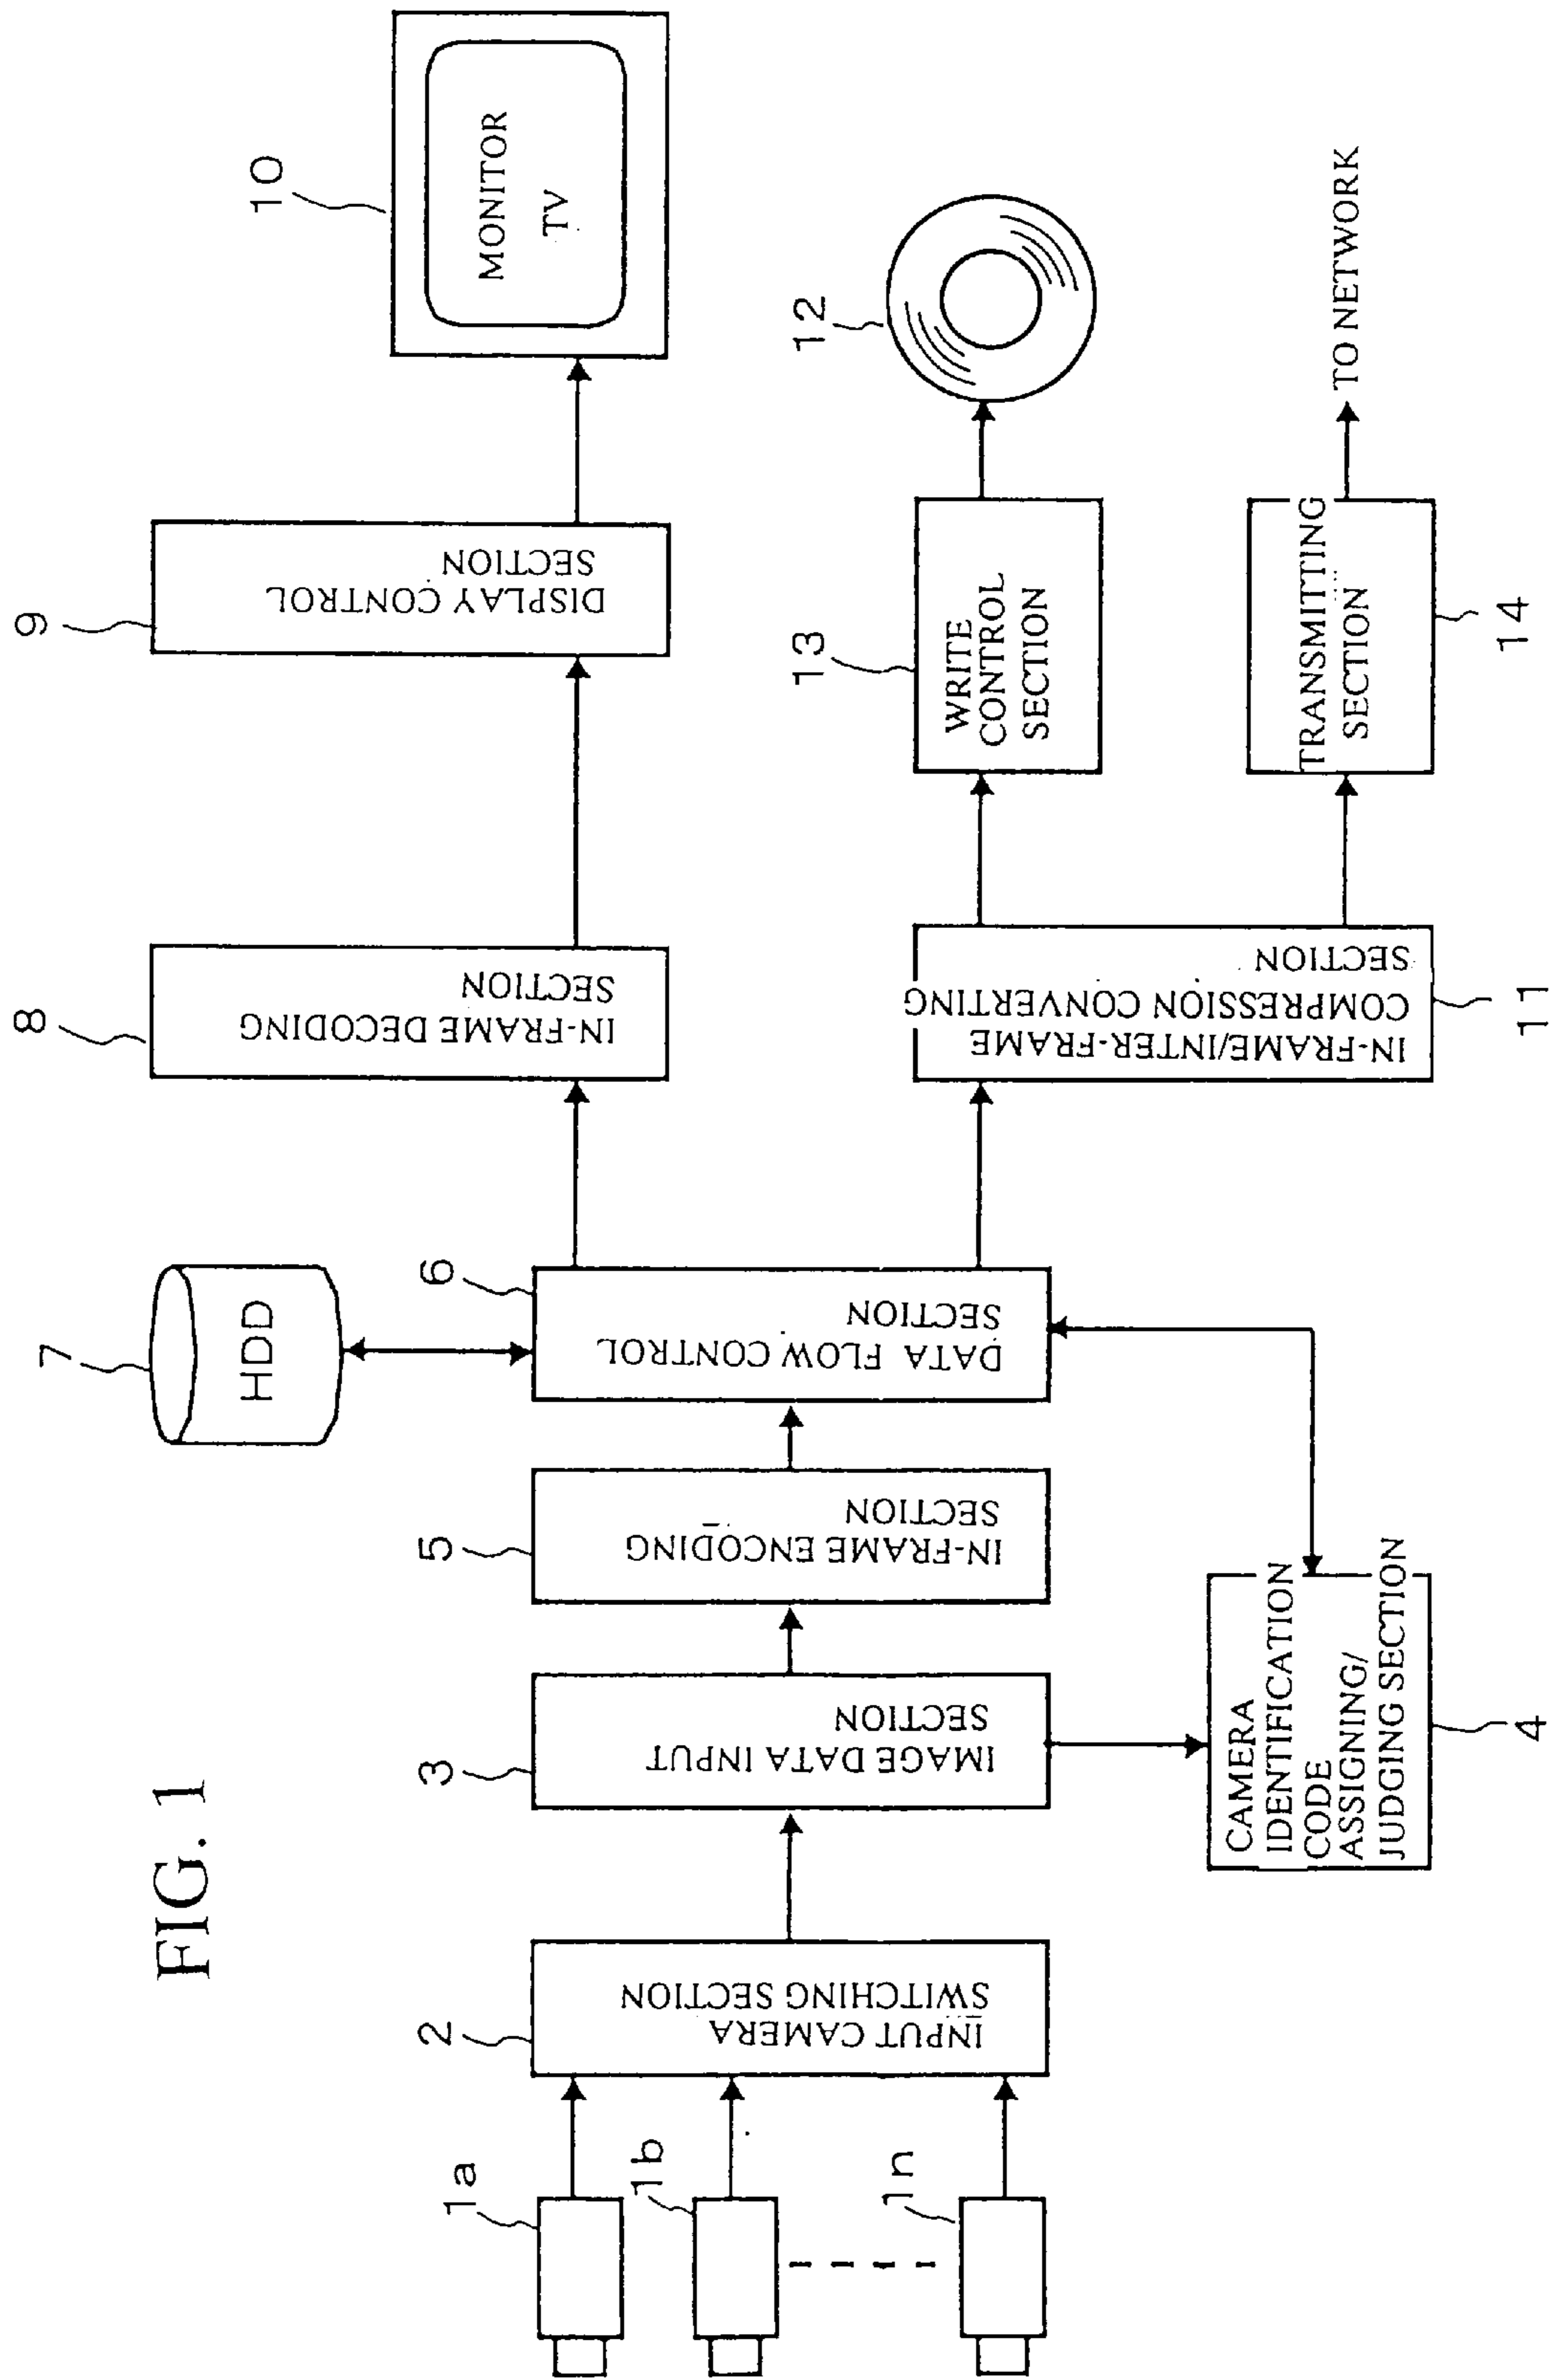 FIG. 1
1a
1b
1n
2
INPUT CAMERA
SWITCHING SECTION
3
IMAGE DATA INPUT
SECTION
4
CAMERA
IDENTIFICATION
CODE
ASSIGNING/
JUDGING SECTION
5
IN-FRAME ENCODING
SECTION
6
DATA FLOW CONTROL
SECTION
7
HDD
8
IN-FRAME DECODING
SECTION
9
DISPLAY CONTROL
SECTION
10
MONITOR
TV
11
IN-FRAME/INTER-FRAME
COMPRESSION CONVERTING
SECTION
12
13
WRITE
CONTROL
SECTION
14
TRANSMITTING
SECTION
TO NETWORK